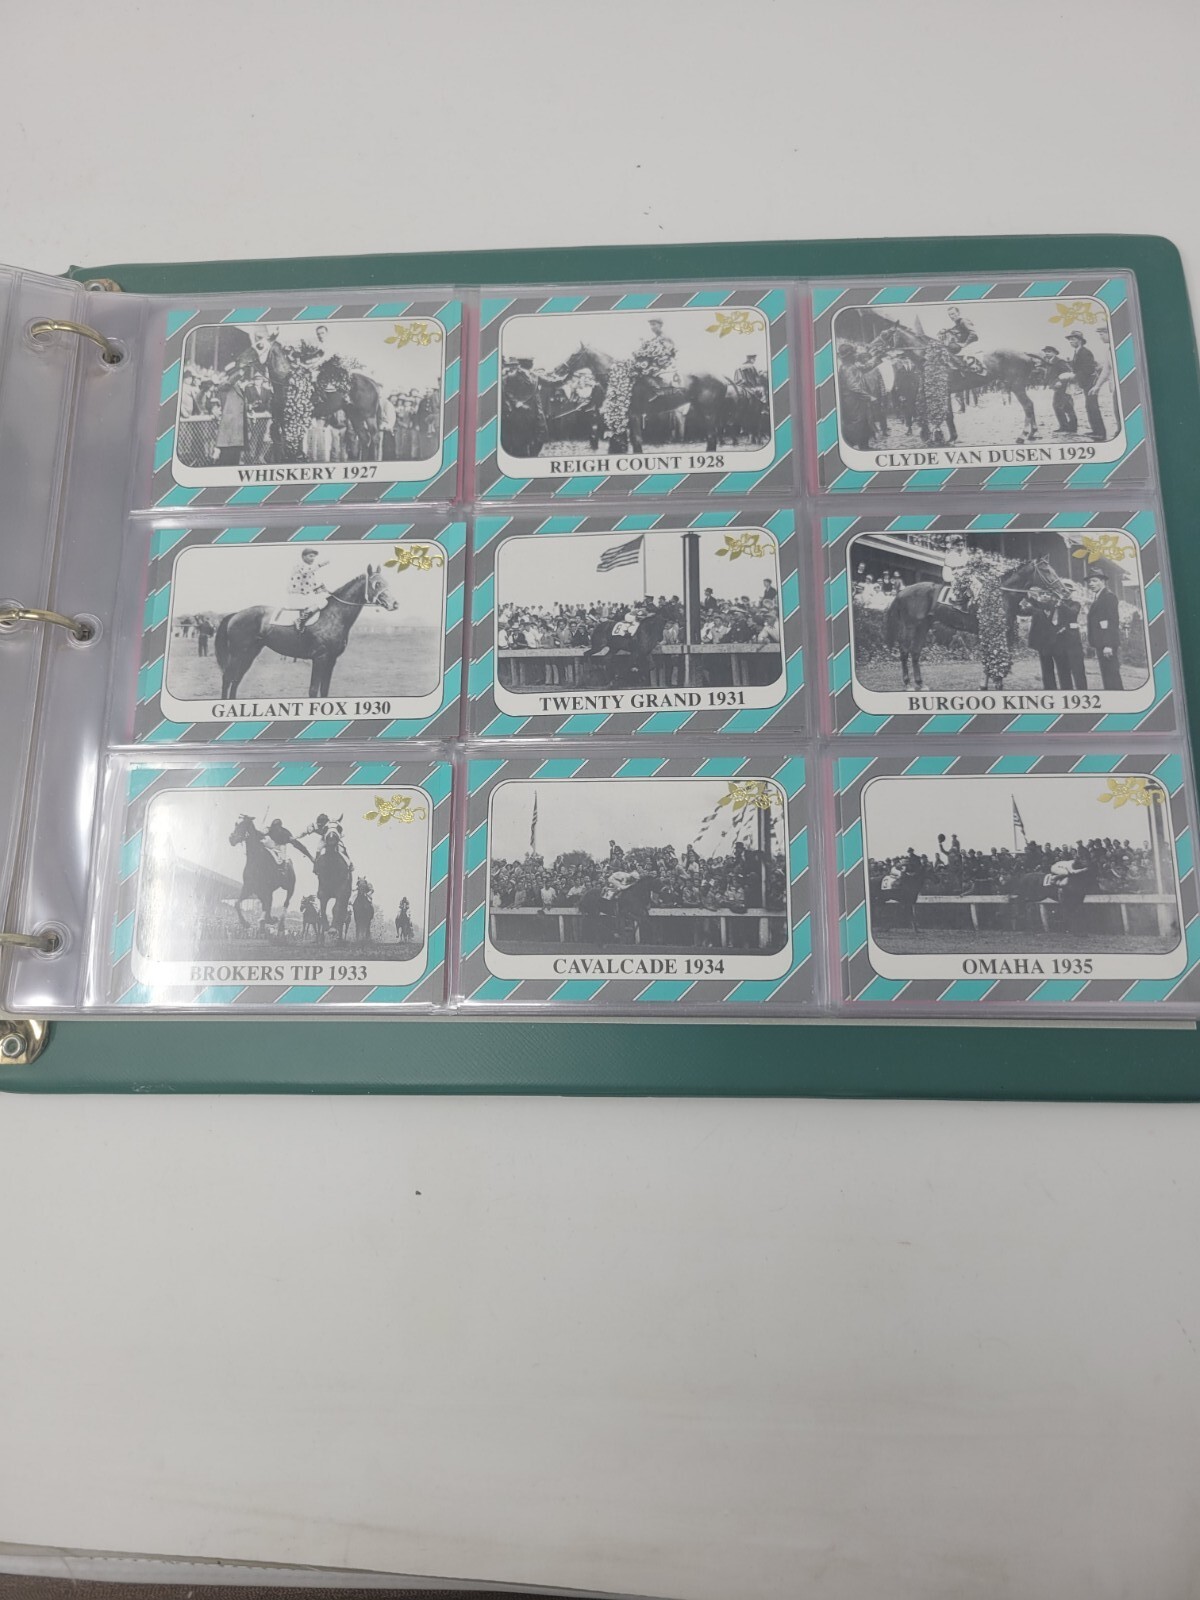 WHISKERY 1927
REIGH COUNT 1928
CLYDE VAN DUSEN 1929
GALLANT FOX 1930
TWENTY GRAND 1931
BURGOO KING 1932
BROKERS TIP 1933
CAVALCADE 1934
OMAHA 1935